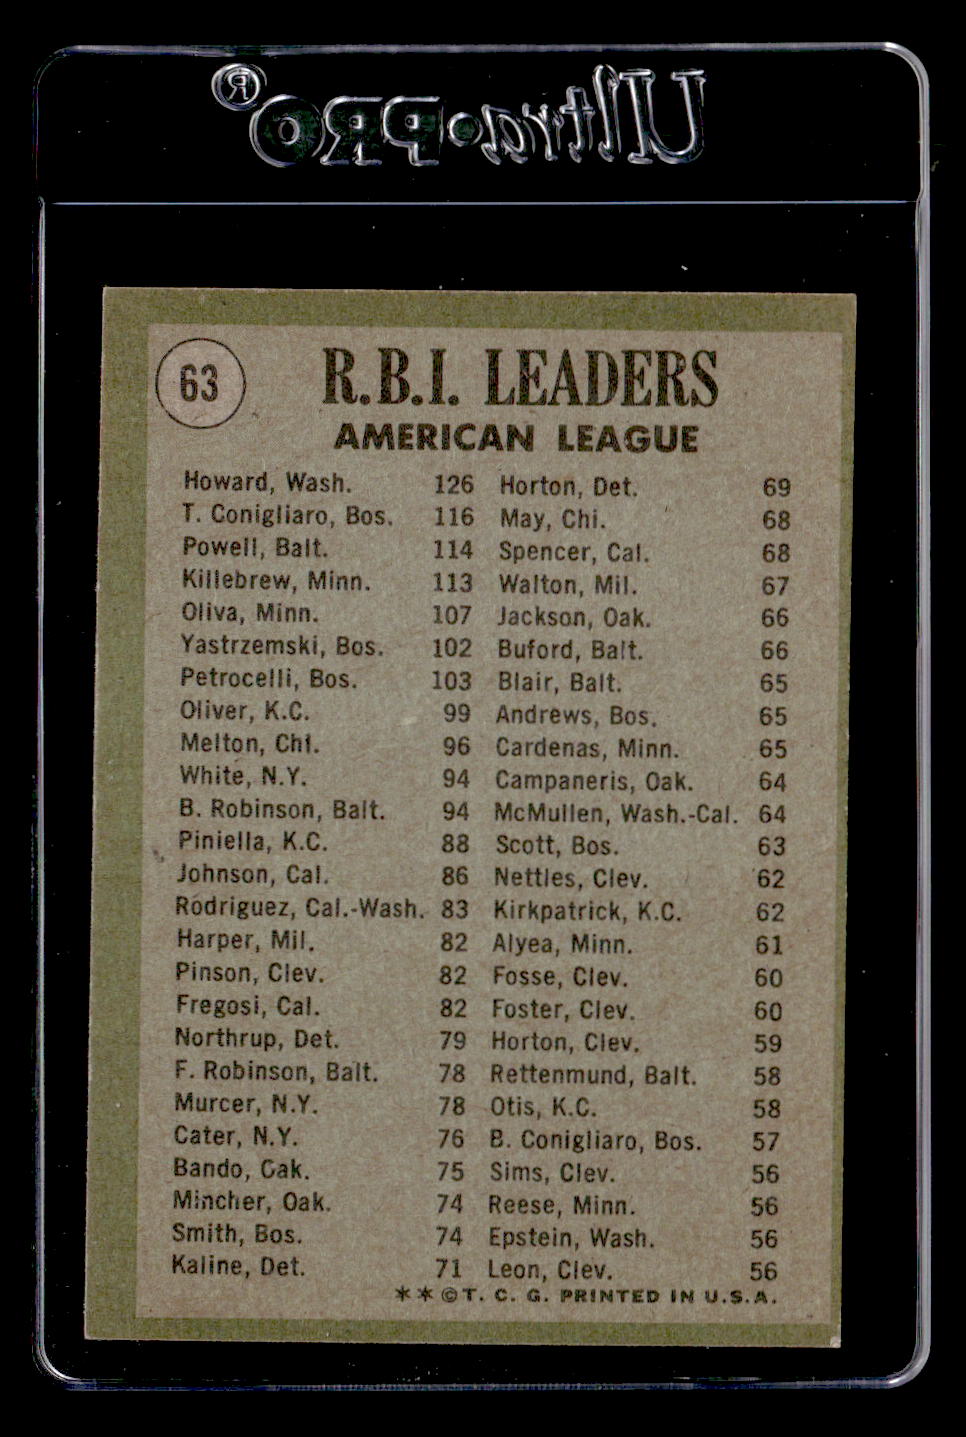 Ultra•PRO®
63
R.B.I. LEADERS
AMERICAN LEAGUE
Howard, Wash. 126
T. Conigliaro, Bos. 116
Powell, Balt. 114
Killebrew, Minn. 113
Oliva, Minn. 107
Yastrzemski, Bos. 102
Petrocelli, Bos. 103
Oliver, K.C. 99
Melton, Chi. 96
White, N.Y. 94
B. Robinson, Balt. 94
Piniella, K.C. 88
Johnson, Cal. 86
Rodriguez, Cal.-Wash. 83
Harper, Mil. 82
Pinson, Clev. 82
Fregosi, Cal. 82
Northrup, Det. 79
F. Robinson, Balt. 78
Murcer, N.Y. 78
Cater, N.Y. 76
Bando, Oak. 75
Mincher, Oak. 74
Smith, Bos. 74
Kaline, Det. 71
Horton, Det. 69
May, Chi. 68
Spencer, Cal. 68
Walton, Mil. 67
Jackson, Oak. 66
Buford, Balt. 66
Blair, Balt. 65
Andrews, Bos. 65
Cardenas, Minn. 65
Campaneris, Oak. 64
McMullen, Wash.-Cal. 64
Scott, Bos. 63
Nettles, Clev. 62
Kirkpatrick, K.C. 62
Alyea, Minn. 61
Fosse, Clev. 60
Foster, Clev. 60
Horton, Clev. 59
Rettenmund, Balt. 58
Otis, K.C. 58
B. Conigliaro, Bos. 57
Sims, Clev. 56
Reese, Minn. 56
Epstein, Wash. 56
Leon, Clev. 56
**©T. C. G. PRINTED IN U.S.A.